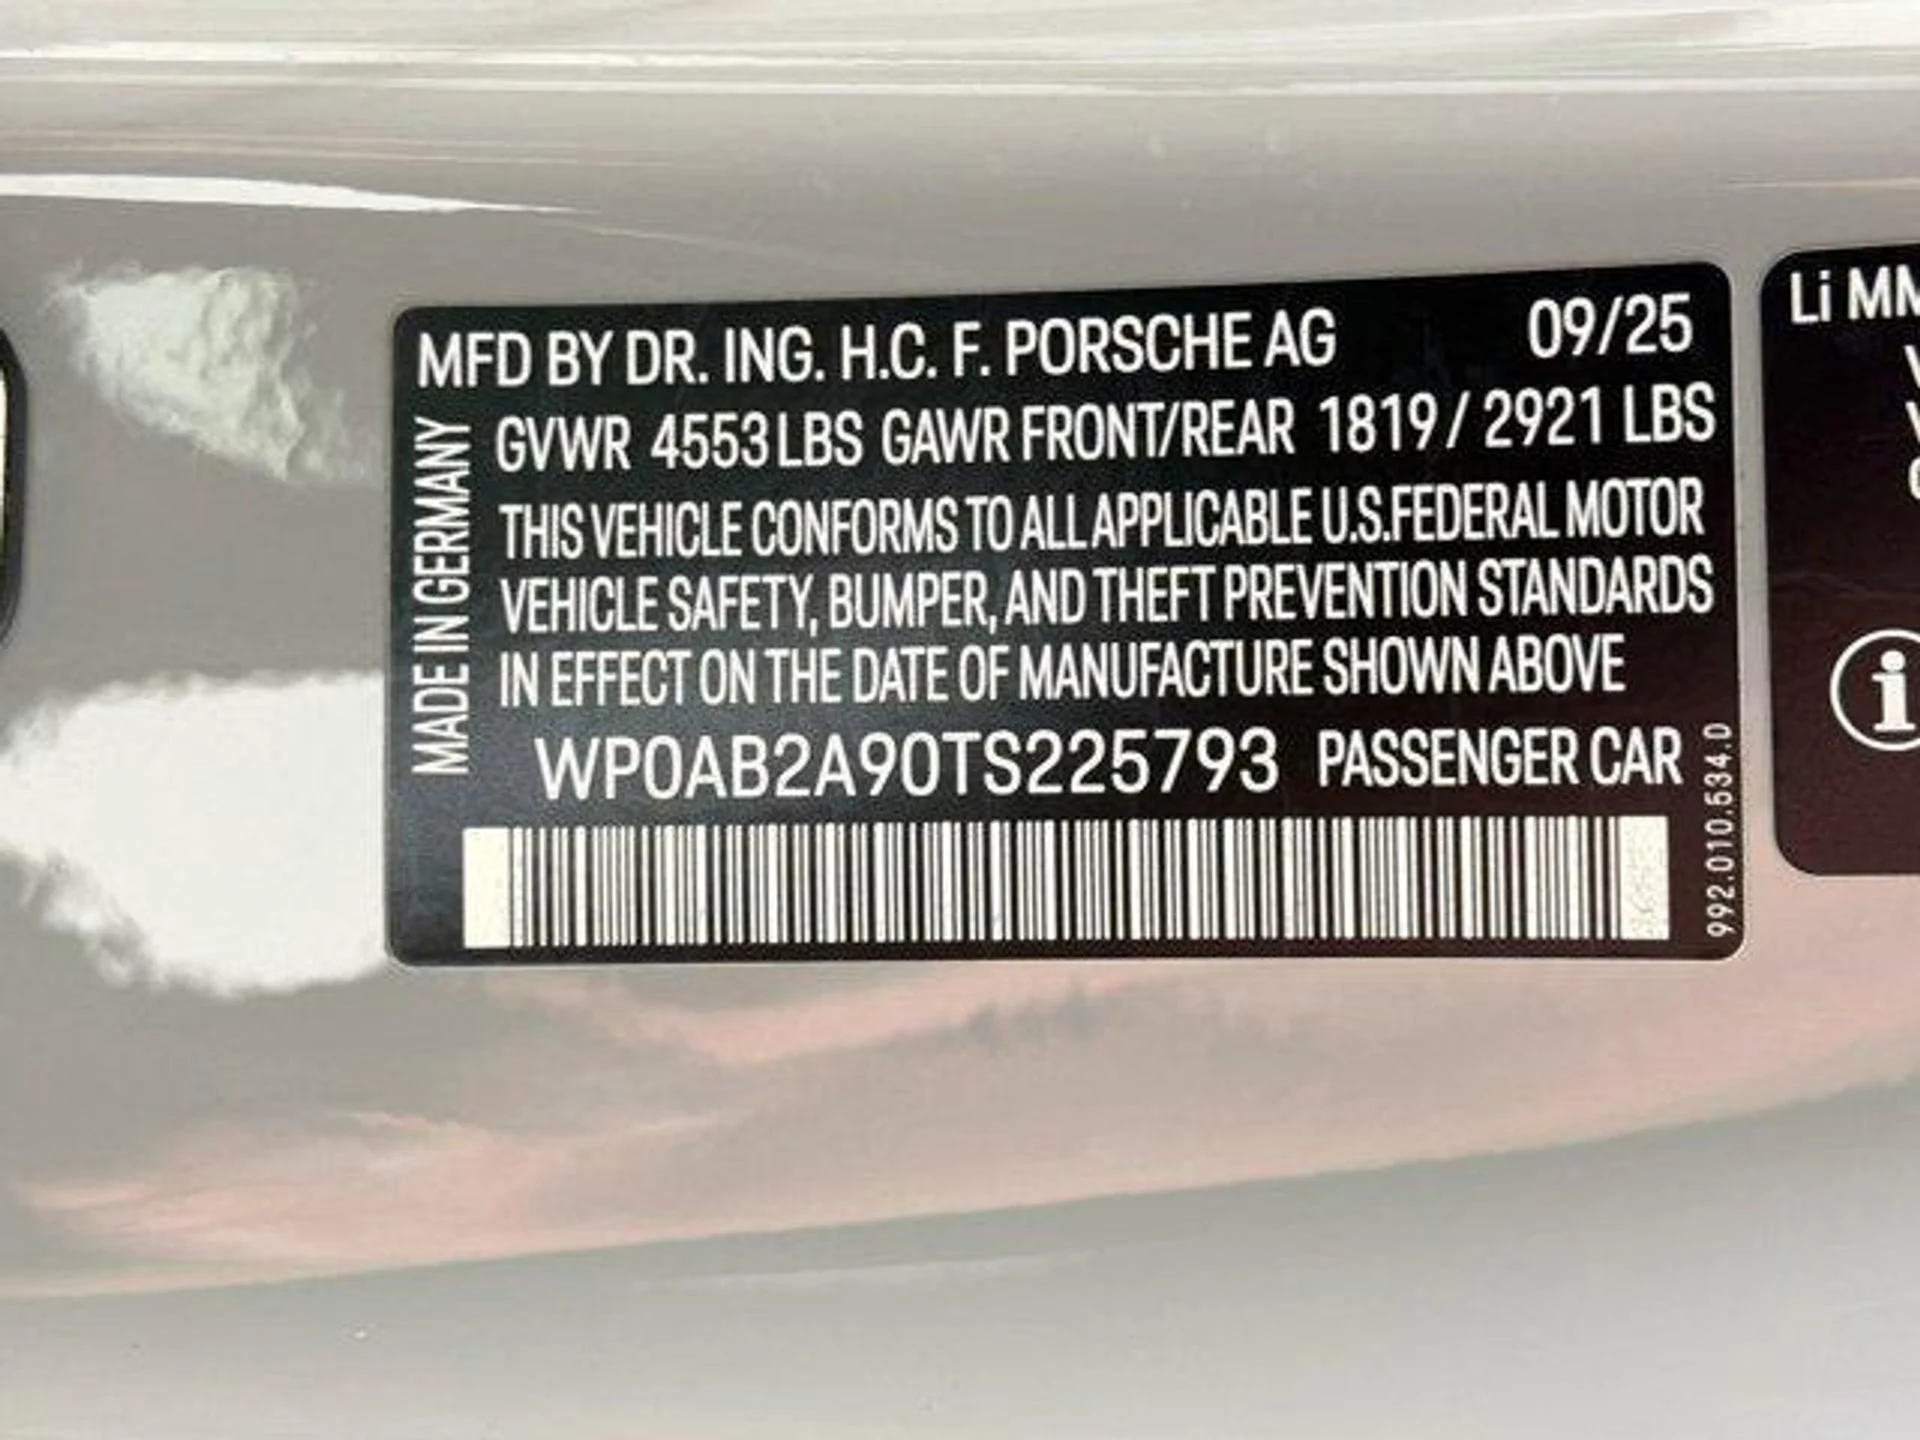 MFD BY DR. ING. H.C. F. PORSCHE AG 09/25
GVWR 4553 LBS GAWR FRONT/REAR 1819 / 2921 LBS
THIS VEHICLE CONFORMS TO ALL APPLICABLE U.S.FEDERAL MOTOR
VEHICLE SAFETY, BUMPER, AND THEFT PREVENTION STANDARDS
IN EFFECT ON THE DATE OF MANUFACTURE SHOWN ABOVE
WP0AB2A90TS225793 PASSENGER CAR
MADE IN GERMANY
992.010.534.0
Li